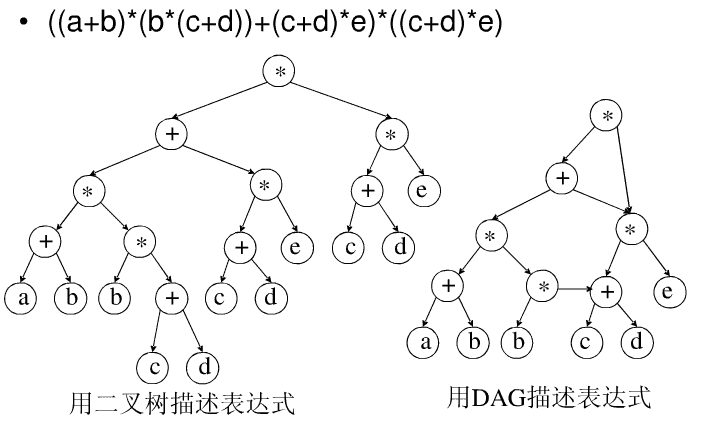 • ((a+b)*(b*(c+d))+(c+d)*e)*((c+d)*e)
*
+ *
* * + e
+ * + e c d
a b b + c d
c d
用二叉树描述表达式
*
+
* *
+ * + e
a b b c d
用DAG描述表达式